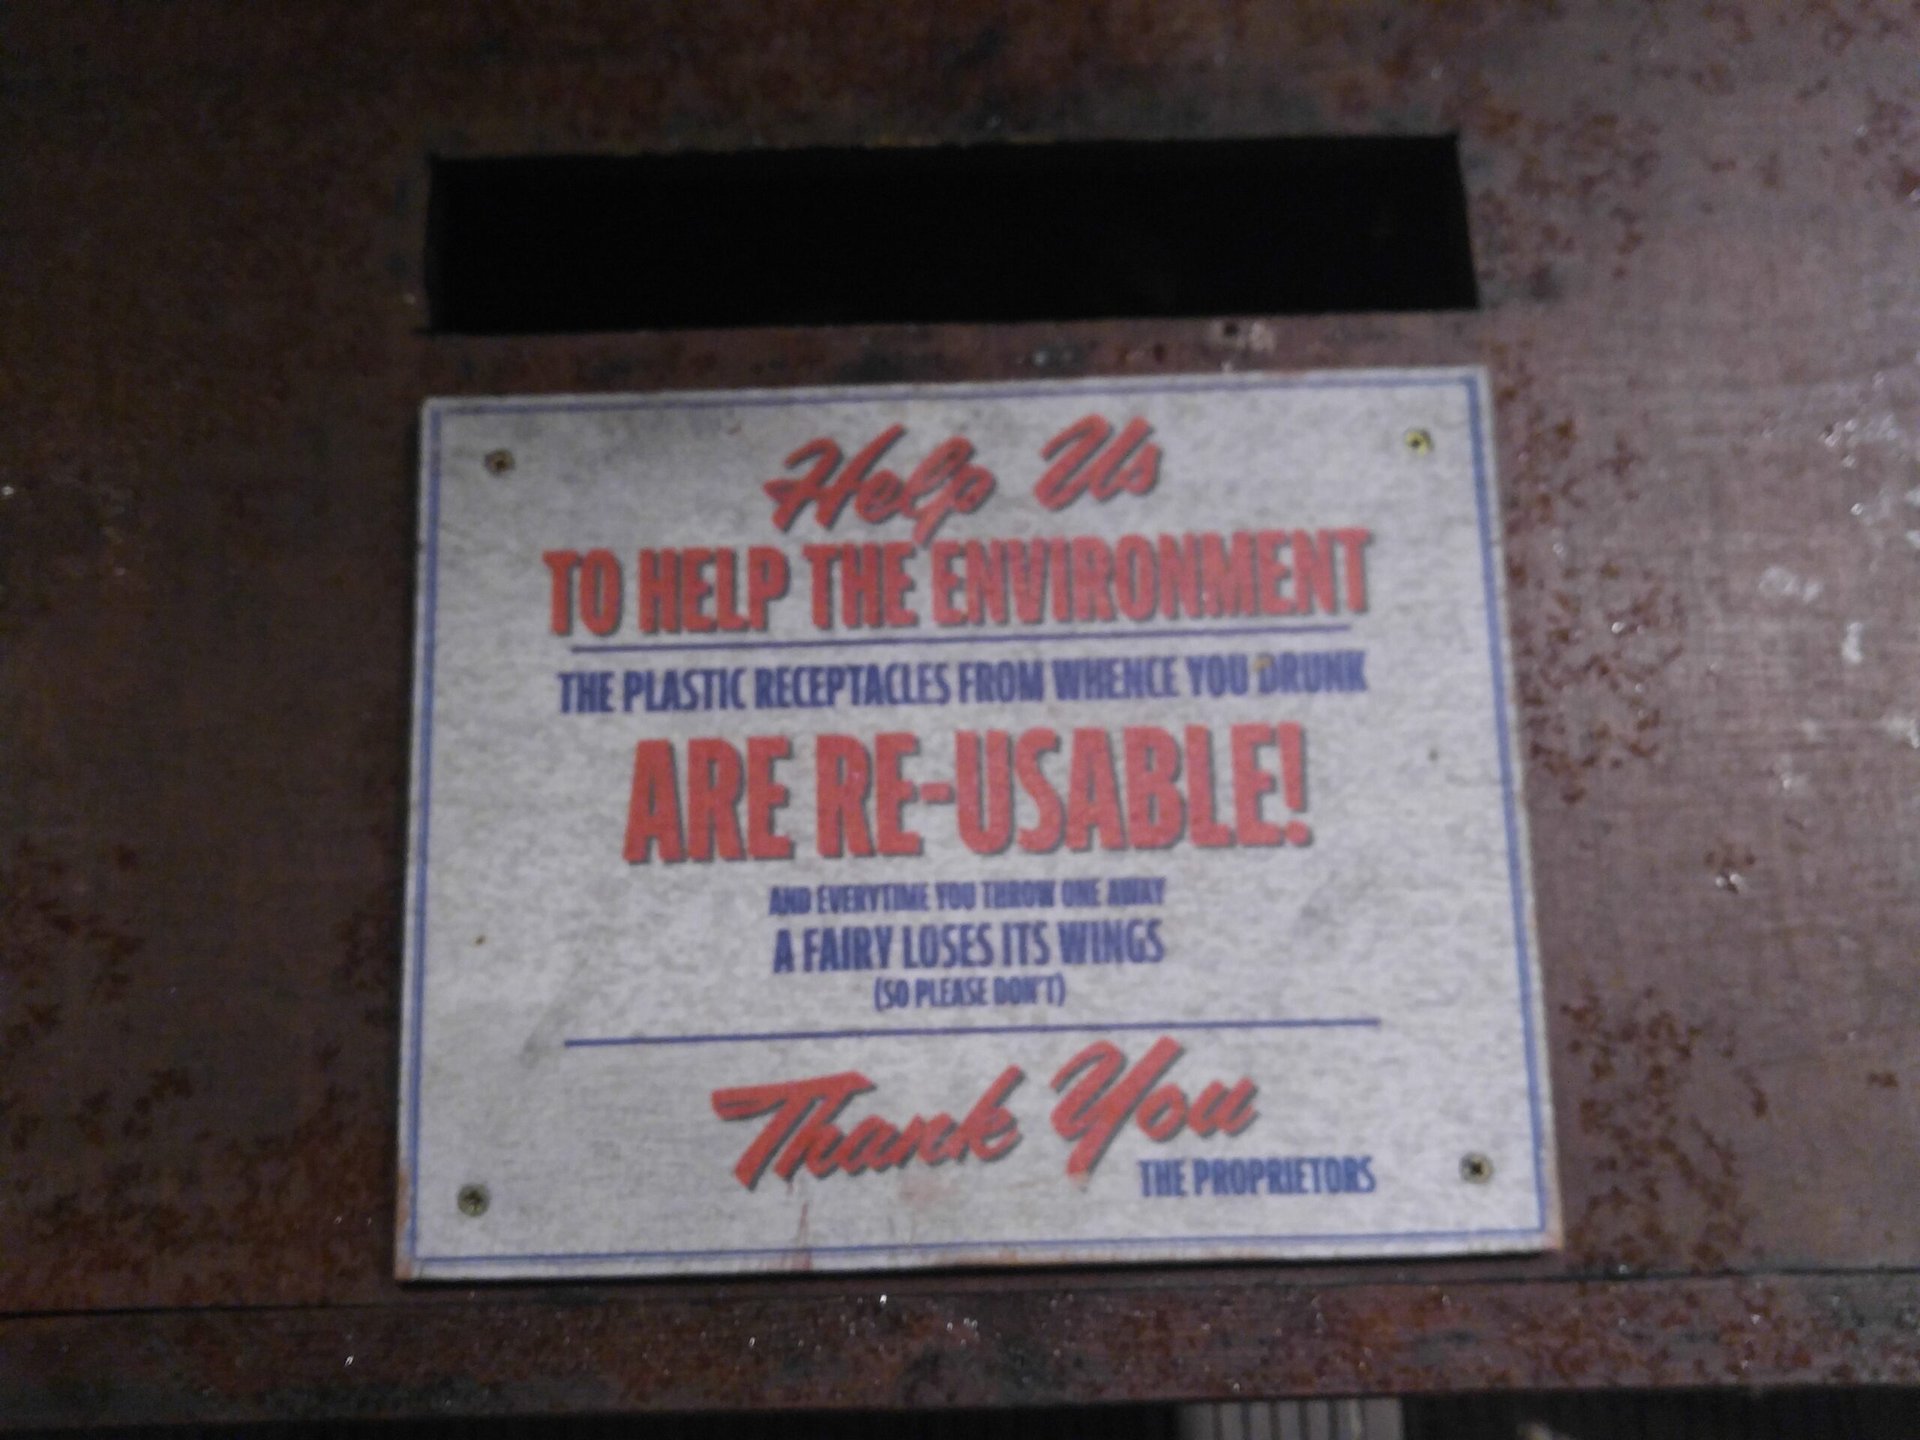 Help Us
TO HELP THE ENVIRONMENT
THE PLASTIC RECEPTACLES FROM WHENCE YOU DRUNK
ARE RE-USABLE!
AND EVERYTIME YOU THROW ONE AWAY
A FAIRY LOSES ITS WINGS
(SO PLEASE DON'T)
Thank You
THE PROPRIETORS